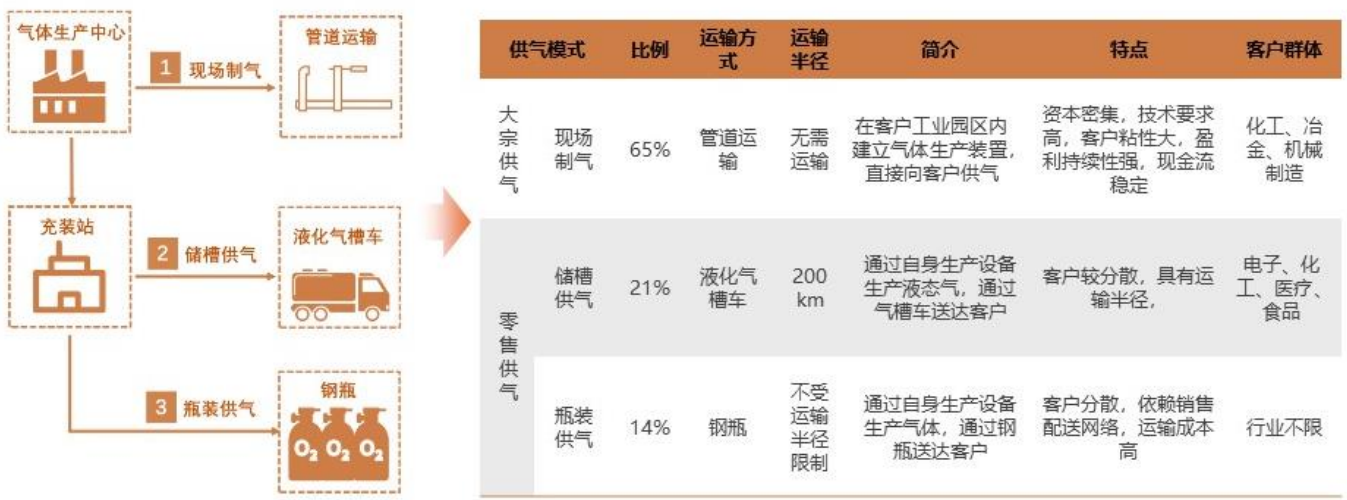 气体生产中心
管道运输
1 现场制气
充装站
液化气槽车
2 储槽供气
钢瓶
3 瓶装供气
O2 O2 O2
供气模式 比例 运输方式 运输半径 简介 特点 客户群体
大宗供气
现场
制气
65%
管道运
输
无需
运输
在客户工业园区内
建立气体生产装置，
直接向客户供气
资本密集，技术要求
高，客户粘性大，盈
利持续性强，现金流
稳定
化工、冶
金、机械
制造
零售供气
储槽
供气
21%
液化气
槽车
200
km
通过自身生产设备
生产液态气，通过
气槽车送达客户
客户较分散，具有运
输半径，
电子、化
工、医疗、
食品
瓶装
供气
14%
钢瓶
不受
运输
半径
限制
通过自身生产设备
生产气体，通过钢
瓶送达客户
客户分散，依赖销售
配送网络，运输成本
高
行业不限